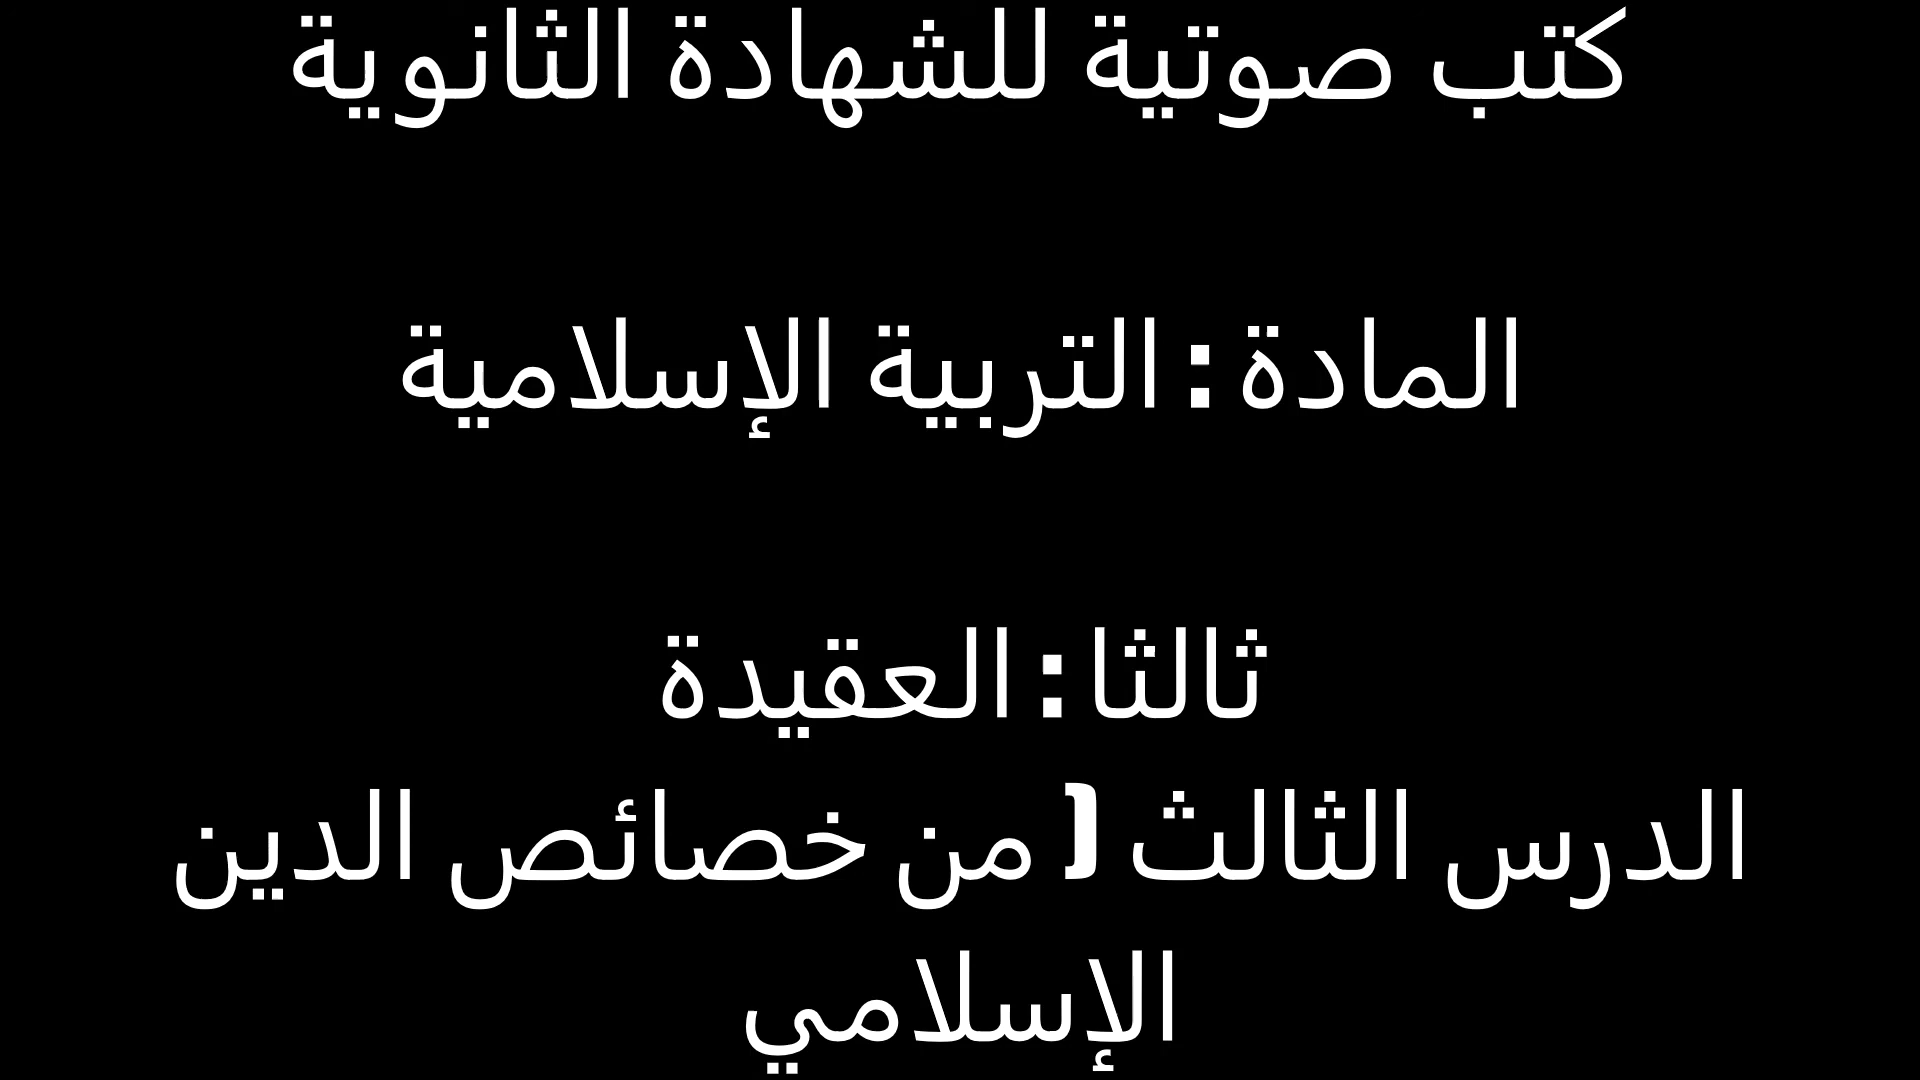 كتب صوتية للشهادة الثانوية
المادة : التربية الإسلامية
ثالثا : العقيدة
الدرس الثالث ( من خصائص الدين
الإسلامي